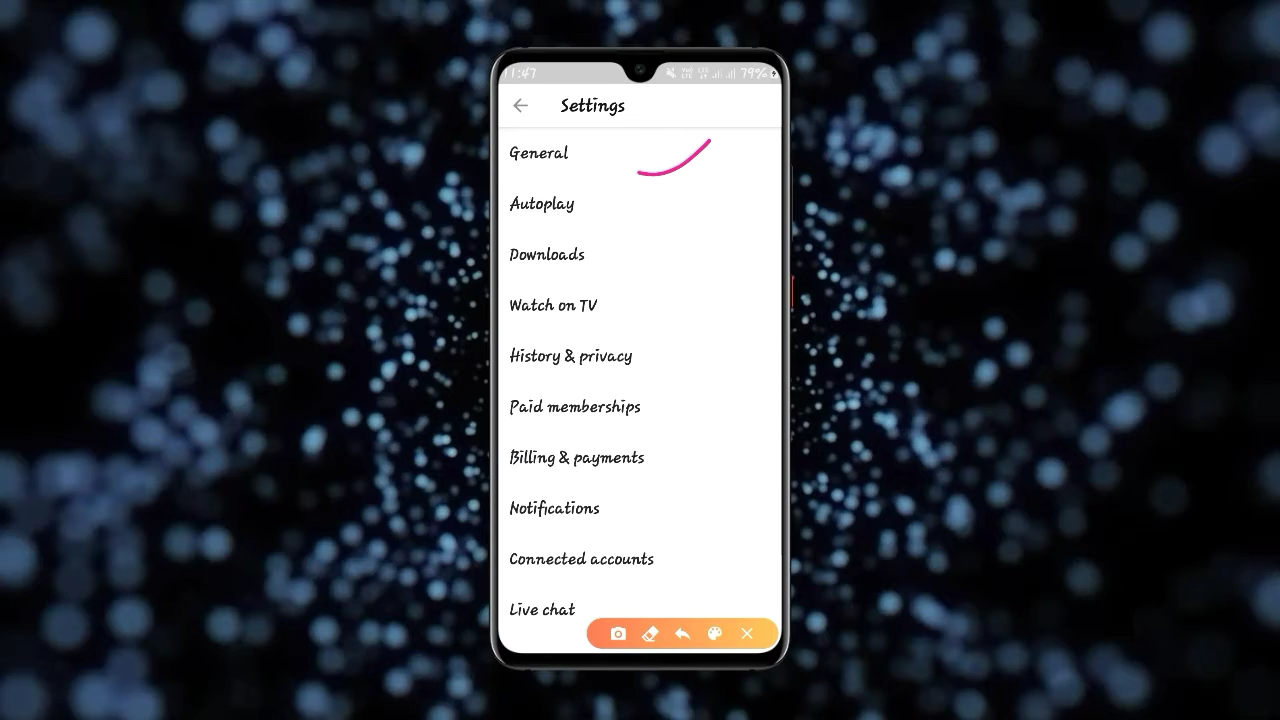 11:47 79%
Settings
General
Autoplay
Downloads
Watch on TV
History & privacy
Paid memberships
Billing & payments
Notifications
Connected accounts
Live chat